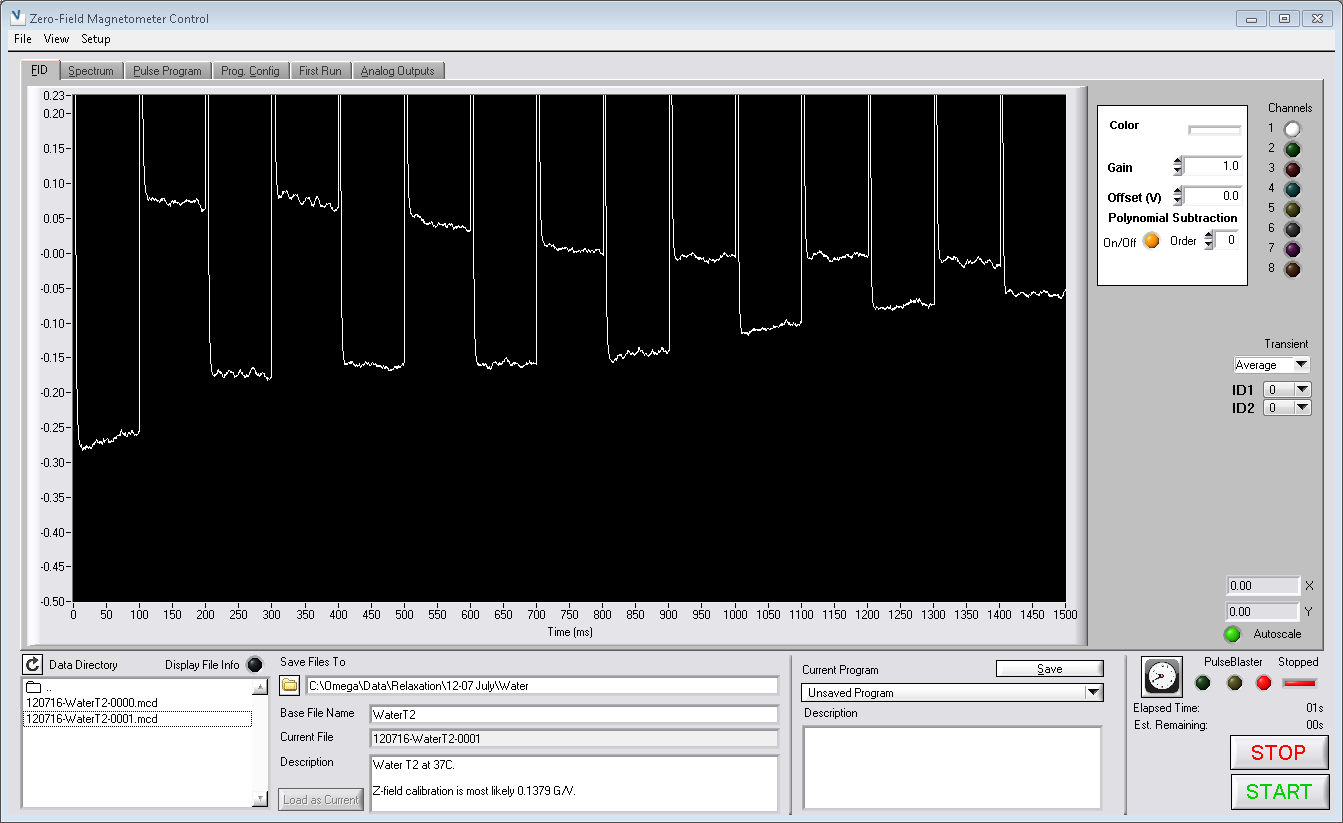 Zero-Field Magnetometer Control
File View Setup
FID Spectrum Pulse Program Prog. Config First Run Analog Outputs
0.23
0.20
0.15
0.10
0.05
-0.00
-0.05
-0.10
-0.15
-0.20
-0.25
-0.30
-0.35
-0.40
-0.45
-0.50
0 50 100 150 200 250 300 350 400 450 500 550 600 650 700 750 800 850 900 950 1000 1050 1100 1150 1200 1250 1300 1350 1400 1450 1500
Time (ms)
Color
Gain 1.0
Offset (V) 0.0
Polynomial Subtraction
On/Off Order 0
Channels
1
2
3
4
5
6
7
8
Transient
Average
ID1 0
ID2 0
0.00 X
0.00 Y
Autoscale
Data Directory Display File Info
..
120716-WaterT2-0000.mcd
120716-WaterT2-0001.mcd
Save Files To
C:\Omega\Data\Relaxation\12-07 July\Water
Base File Name WaterT2
Current File 120716-WaterT2-0001
Description Water T2 at 37C.
Z-field calibration is most likely 0.1379 G/V.
Load as Current
Current Program Save
Unsaved Program
Description
PulseBlaster Stopped
Elapsed Time: 01s
Est. Remaining: 00s
STOP
START